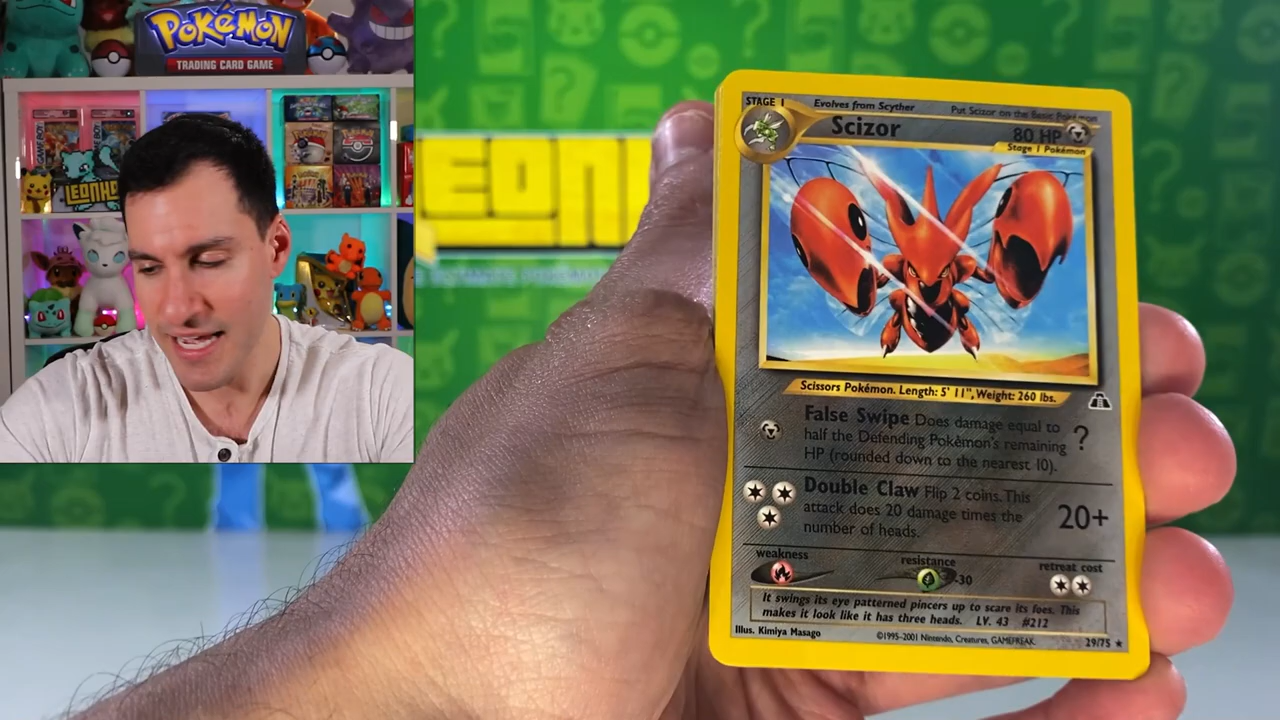 POKéMON
TRADING CARD GAME
LEONH
LEONH
STAGE 1
Evolves from Scyther
Put Scizor on the Basic Pokémon
Scizor
80 HP
Stage 1 Pokémon
Scissors Pokémon. Length: 5' 11", Weight: 260 lbs.
False Swipe Does damage equal to
half the Defending Pokémon's remaining ?
HP (rounded down to the nearest 10).
Double Claw Flip 2 coins. This
attack does 20 damage times the 20+
number of heads.
weakness resistance retreat cost
-30
It swings its eye patterned pincers up to scare its foes. This
makes it look like it has three heads. LV. 43 #212
Illus. Kimiya Masago ©1995-2001 Nintendo, Creatures, GAMEFREAK. 29/75 ★